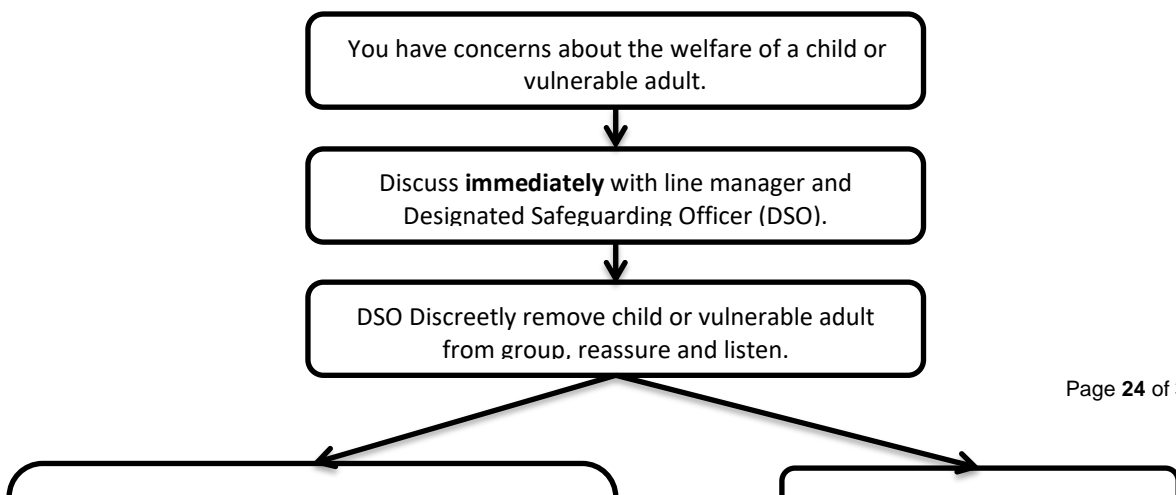 You have concerns about the welfare of a child or
vulnerable adult.
Discuss immediately with line manager and
Designated Safeguarding Officer (DSO).
DSO Discreetly remove child or vulnerable adult
from group, reassure and listen.
Page 24 of